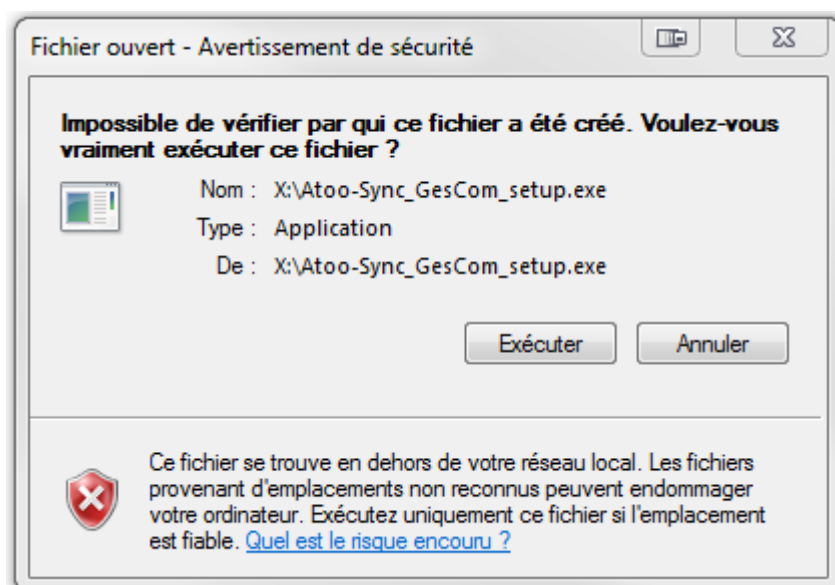 Fichier ouvert - Avertissement de sécurité
Impossible de vérifier par qui ce fichier a été créé. Voulez-vous
vraiment exécuter ce fichier ?
Nom : X:\Atoo-Sync_GesCom_setup.exe
Type : Application
De : X:\Atoo-Sync_GesCom_setup.exe
Exécuter Annuler
Ce fichier se trouve en dehors de votre réseau local. Les fichiers
provenant d'emplacements non reconnus peuvent endommager
votre ordinateur. Exécutez uniquement ce fichier si l'emplacement
est fiable. Quel est le risque encouru ?